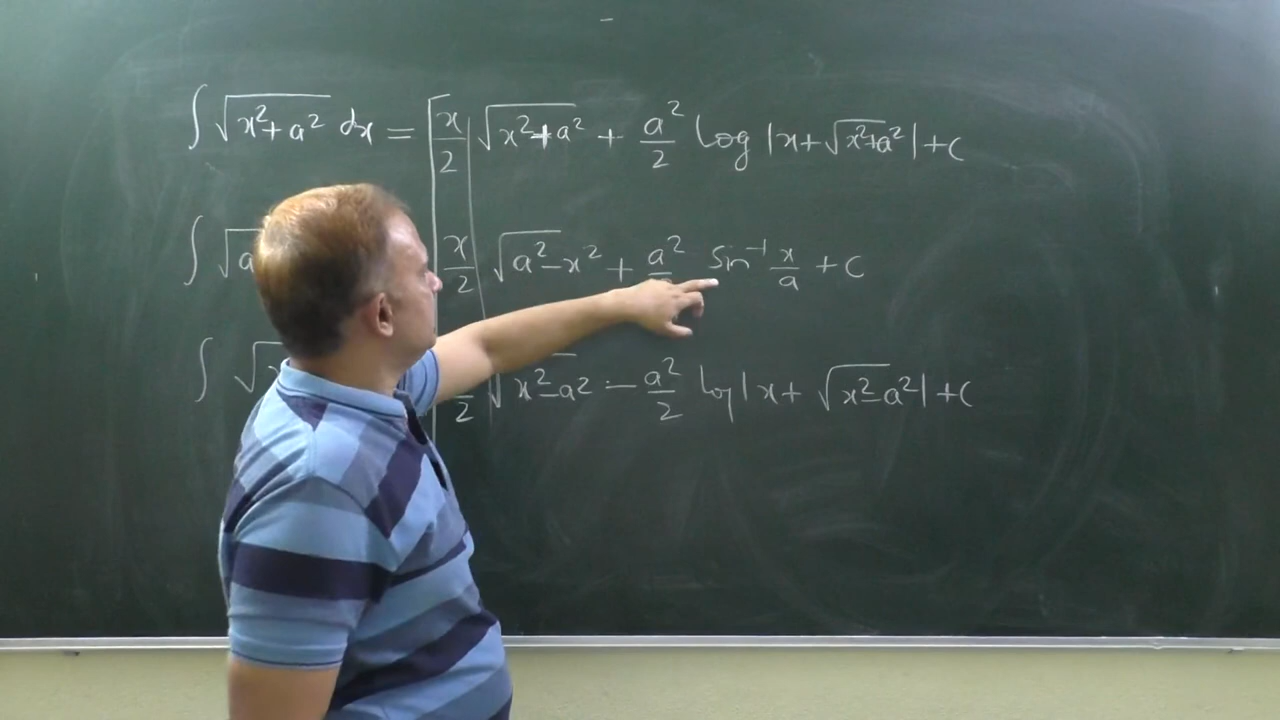 ∫ √x²+a² dx = x/2 √x²+a² + a²/2 log |x+√x²+a²| + c
∫ √a x/2 √a²-x² + a² sin⁻¹ x/a + c
∫ √ 2 √x²-a² - a²/2 log |x+ √x²-a²| + c